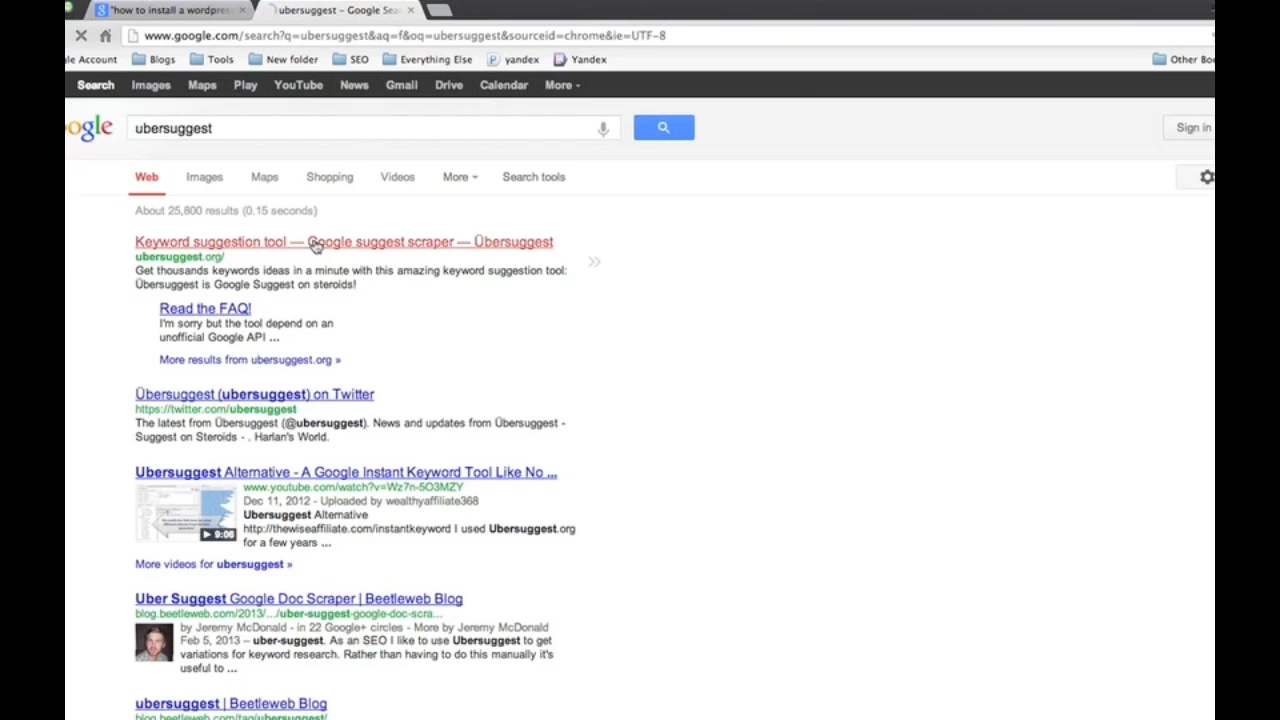 "how to install a wordpres
ubersuggest – Google Sea
www.google.com/search?q=ubersuggest&aq=f&oq=ubersuggest&sourceid=chrome&ie=UTF-8
le Account Blogs Tools New folder SEO Everything Else yandex Yandex Other Bo
Search Images Maps Play YouTube News Gmail Drive Calendar More
ogle ubersuggest Sign in
Web Images Maps Shopping Videos More Search tools
About 25,800 results (0.15 seconds)
Keyword suggestion tool — Google suggest scraper — Übersuggest
ubersuggest.org/
Get thousands keywords ideas in a minute with this amazing keyword suggestion tool:
Übersuggest is Google Suggest on steroids!
Read the FAQ!
I'm sorry but the tool depend on an
unofficial Google API ...
More results from ubersuggest.org »
Übersuggest (ubersuggest) on Twitter
https://twitter.com/ubersuggest
The latest from Übersuggest (@ubersuggest). News and updates from Übersuggest -
Suggest on Steroids - . Harlan's World.
Ubersuggest Alternative - A Google Instant Keyword Tool Like No ...
www.youtube.com/watch?v=Wz7n-5O3MZY
Dec 11, 2012 - Uploaded by wealthyaffiliate368
Ubersuggest Alternative
http://thewiseaffiliate.com/instantkeyword I used Ubersuggest.org
for a few years ...
9:06
More videos for ubersuggest »
Uber Suggest Google Doc Scraper | Beetleweb Blog
blog.beetleweb.com/2013/.../uber-suggest-google-doc-scra...
by Jeremy McDonald - in 22 Google+ circles - More by Jeremy McDonald
Feb 5, 2013 – uber-suggest. As an SEO I like to use Ubersuggest to get
variations for keyword research. Rather than having to do this manually it's
useful to ...
ubersuggest | Beetleweb Blog
blog.beetleweb.com/tag/ubersuggest/